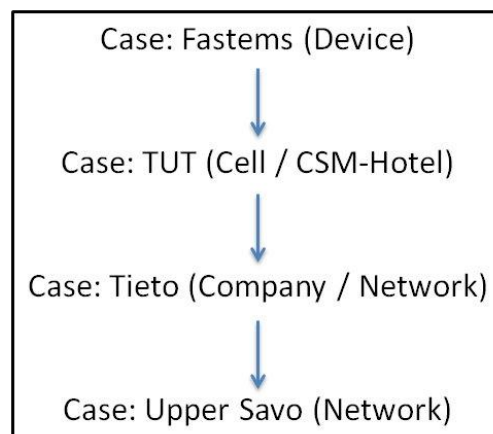 Case: Fastems (Device)
Case: TUT (Cell / CSM-Hotel)
Case: Tieto (Company / Network)
Case: Upper Savo (Network)